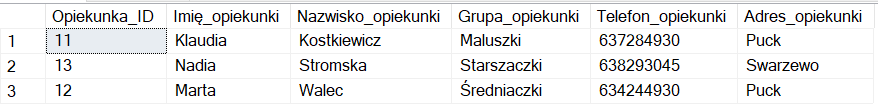 Opiekunka_ID Imię_opiekunki Nazwisko_opiekunki Grupa_opiekunki Telefon_opiekunki Adres_opiekunki
1 11 Klaudia Kostkiewicz Maluszki 637284930 Puck
2 13 Nadia Stromska Starszaczki 638293045 Swarzewo
3 12 Marta Walec Średniaczki 634244930 Puck